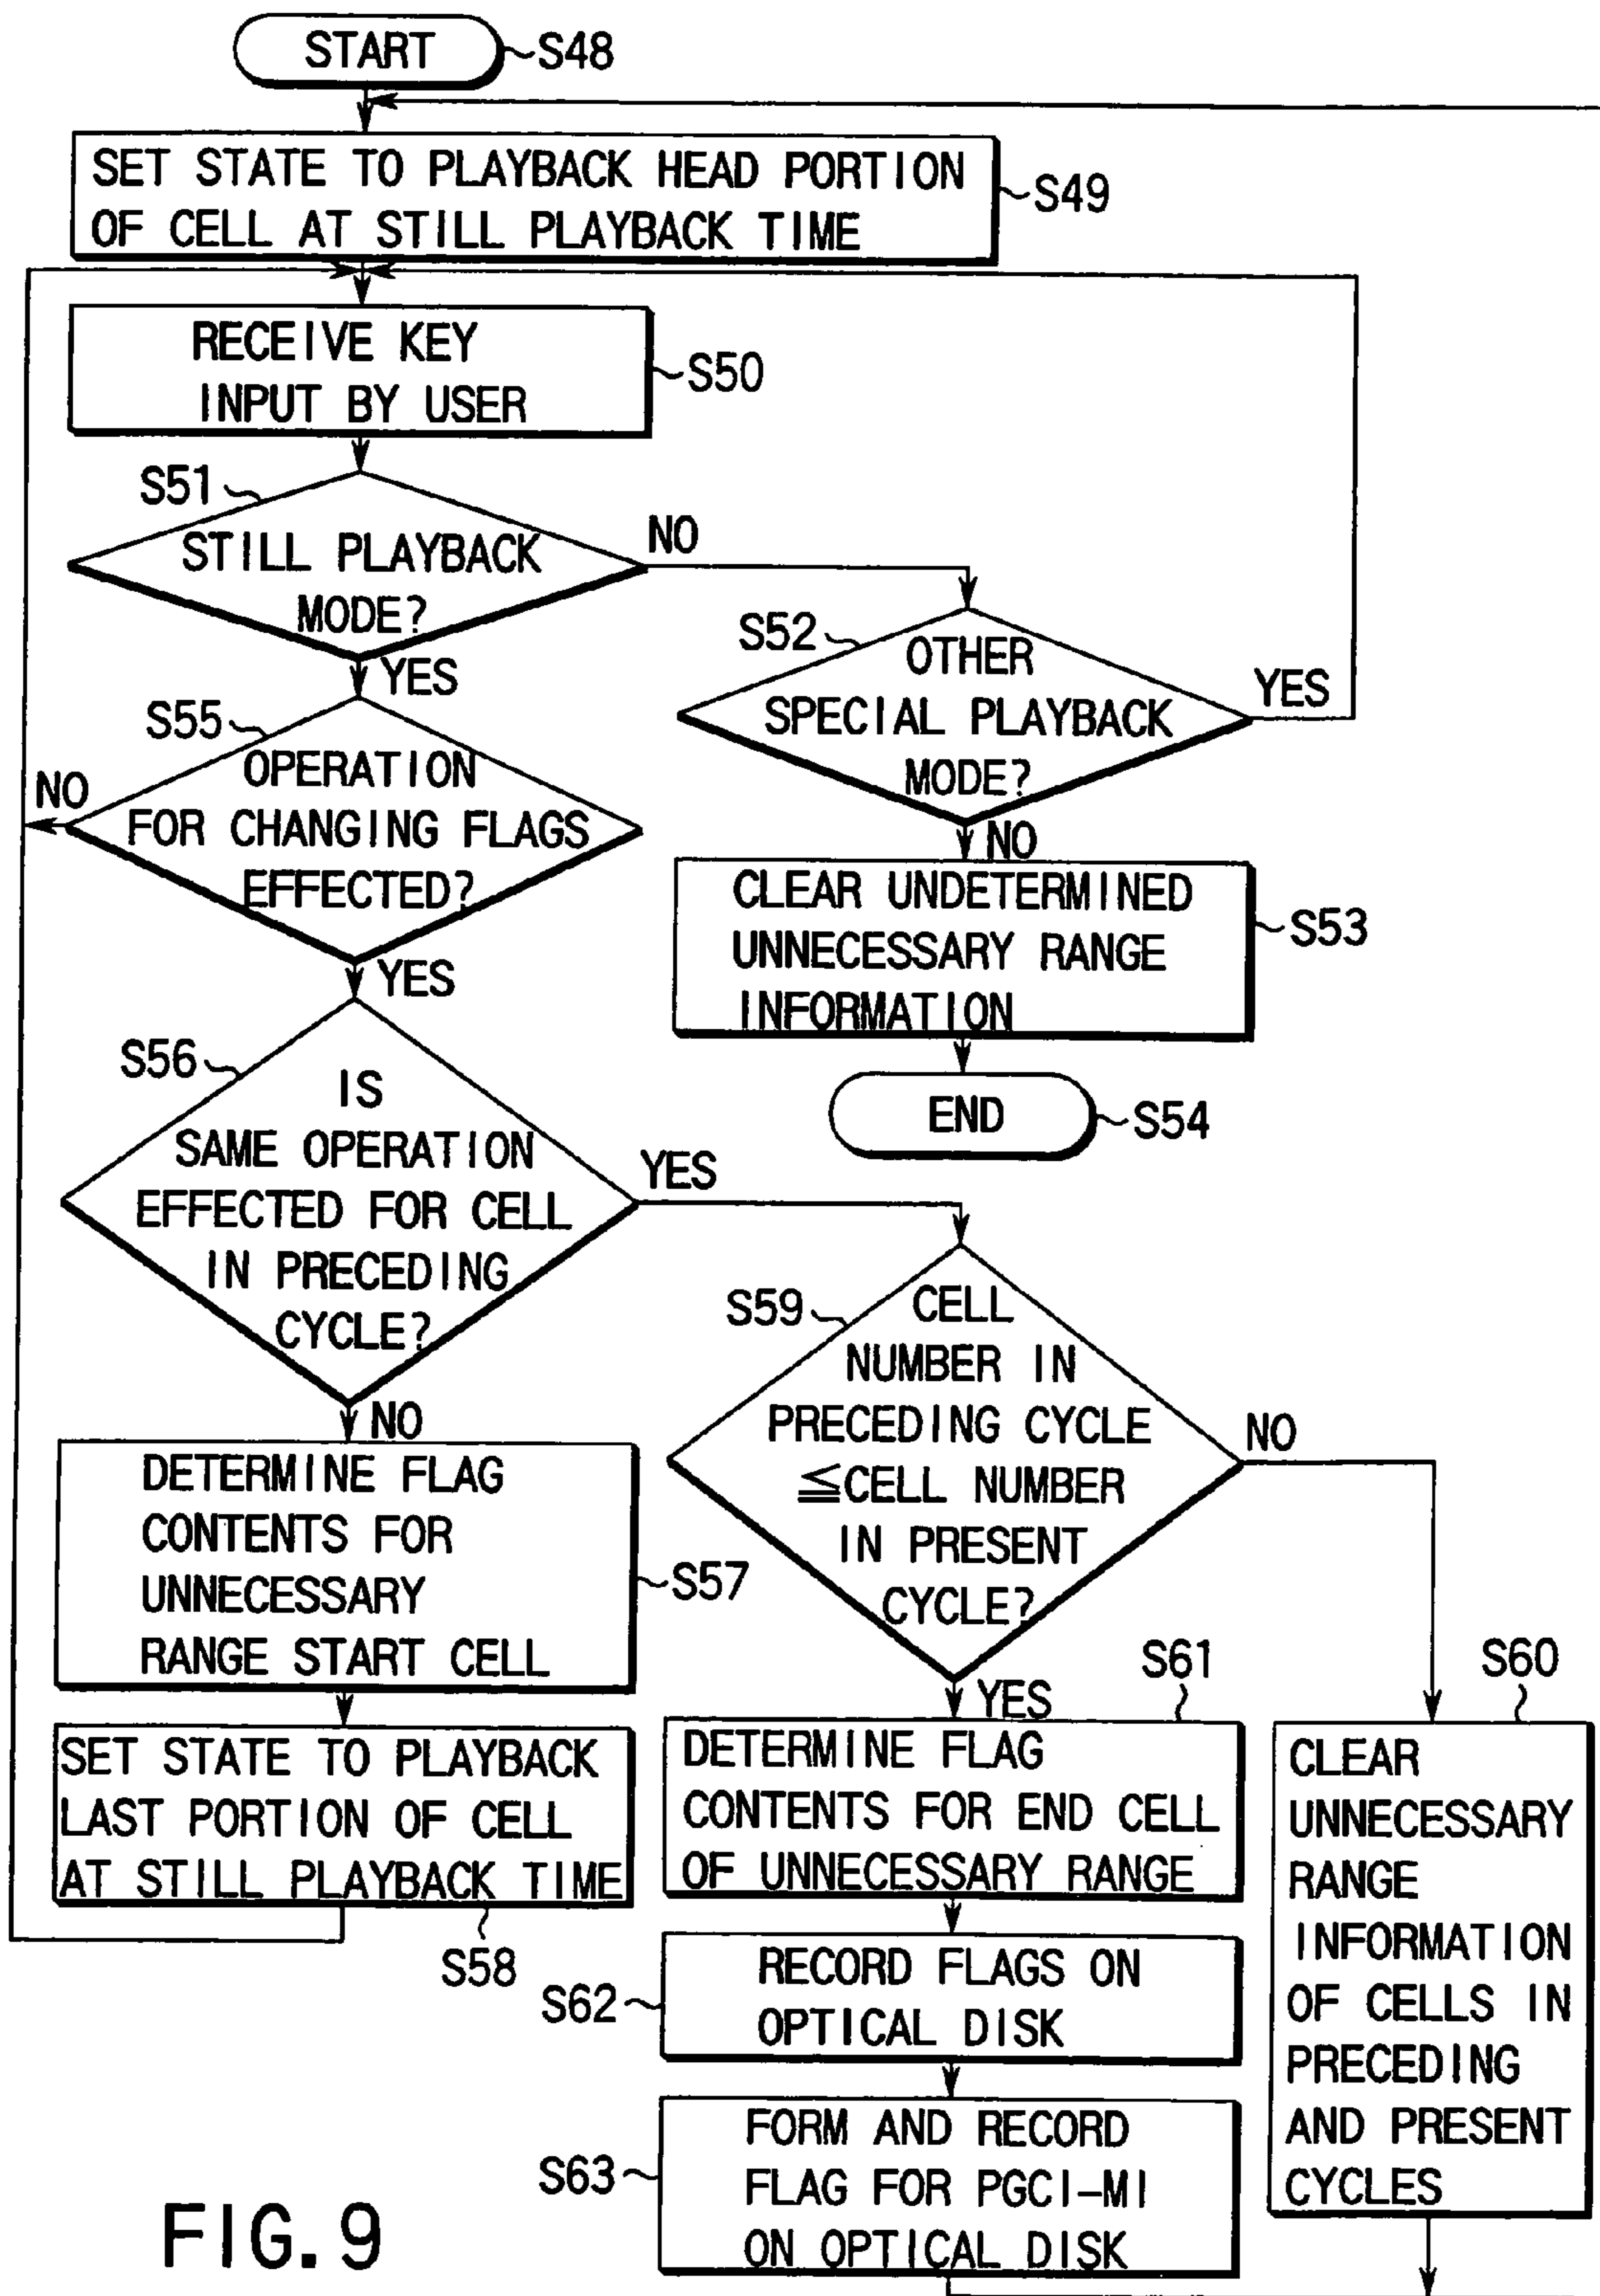 START
S48
SET STATE TO PLAYBACK HEAD PORTION
OF CELL AT STILL PLAYBACK TIME
S49
RECEIVE KEY
INPUT BY USER
S50
S51
STILL PLAYBACK
MODE?
NO
YES
S52
OTHER
SPECIAL PLAYBACK
MODE?
YES
NO
CLEAR UNDETERMINED
UNNECESSARY RANGE
INFORMATION
S53
END
S54
S55
OPERATION
FOR CHANGING FLAGS
EFFECTED?
NO
YES
S56
IS
SAME OPERATION
EFFECTED FOR CELL
IN PRECEDING
CYCLE?
YES
NO
DETERMINE FLAG
CONTENTS FOR
UNNECESSARY
RANGE START CELL
S57
SET STATE TO PLAYBACK
LAST PORTION OF CELL
AT STILL PLAYBACK TIME
S58
S59
CELL
NUMBER IN
PRECEDING CYCLE
≦CELL NUMBER
IN PRESENT
CYCLE?
NO
YES
S61
DETERMINE FLAG
CONTENTS FOR END CELL
OF UNNECESSARY RANGE
S62
RECORD FLAGS ON
OPTICAL DISK
S63
FORM AND RECORD
FLAG FOR PGCI-MI
ON OPTICAL DISK
S60
CLEAR
UNNECESSARY
RANGE
INFORMATION
OF CELLS IN
PRECEDING
AND PRESENT
CYCLES
FIG. 9